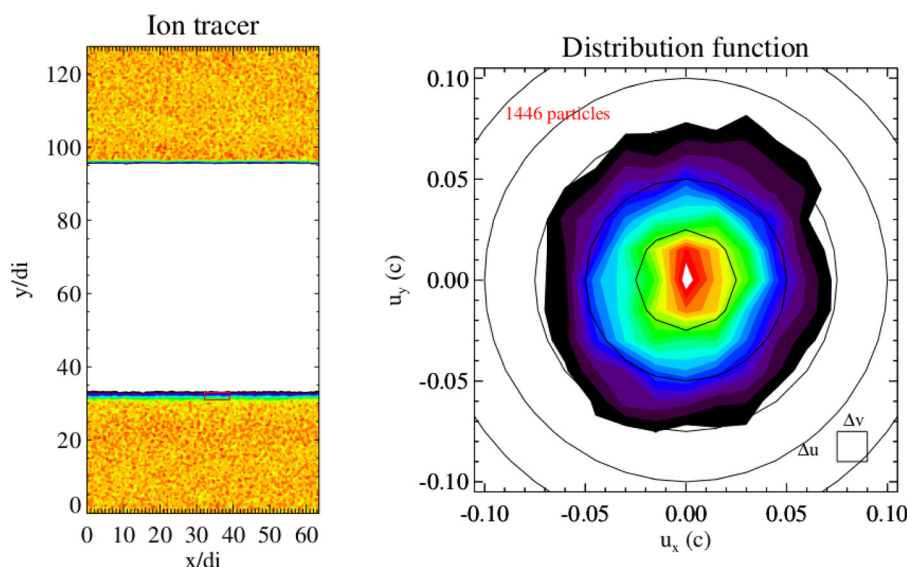 Ion tracer
120
100
80
60
40
20
0
y/di
0 10 20 30 40 50 60
x/di
Distribution function
1446 particles
0.10
0.05
0.00
-0.05
-0.10
u_y (c)
Δv
Δu
-0.10 -0.05 0.00 0.05 0.10
u_x (c)